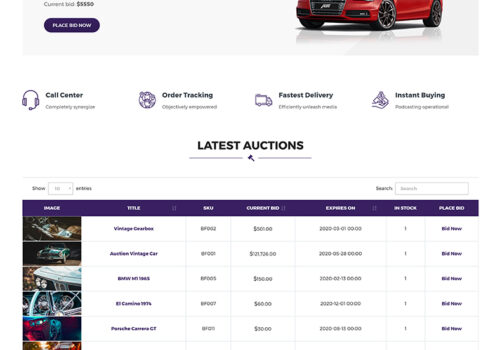 Current bid: $5550
PLACE BID NOW
Call Center
Completely synergize
Order Tracking
Objectively empowered
Fastest Delivery
Efficiently unleash media
Instant Buying
Podcasting operational
LATEST AUCTIONS
Show 10 entries Search: Search
IMAGE TITLE SKU CURRENT BID EXPIRES ON IN STOCK PLACE BID
Vintage Gearbox BF002 $501.00 2020-03-01 00:00 1 Bid Now
Auction Vintage Car BF001 $121,726.00 2020-05-28 00:00 1 Bid Now
BMW M1 1965 BF005 $150.00 2020-02-13 00:00 1 Bid Now
El Camino 1974 BF007 $60.00 2020-12-01 00:00 1 Bid Now
Porsche Carrera GT BF011 $30.00 2020-08-13 00:00 1 Bid Now